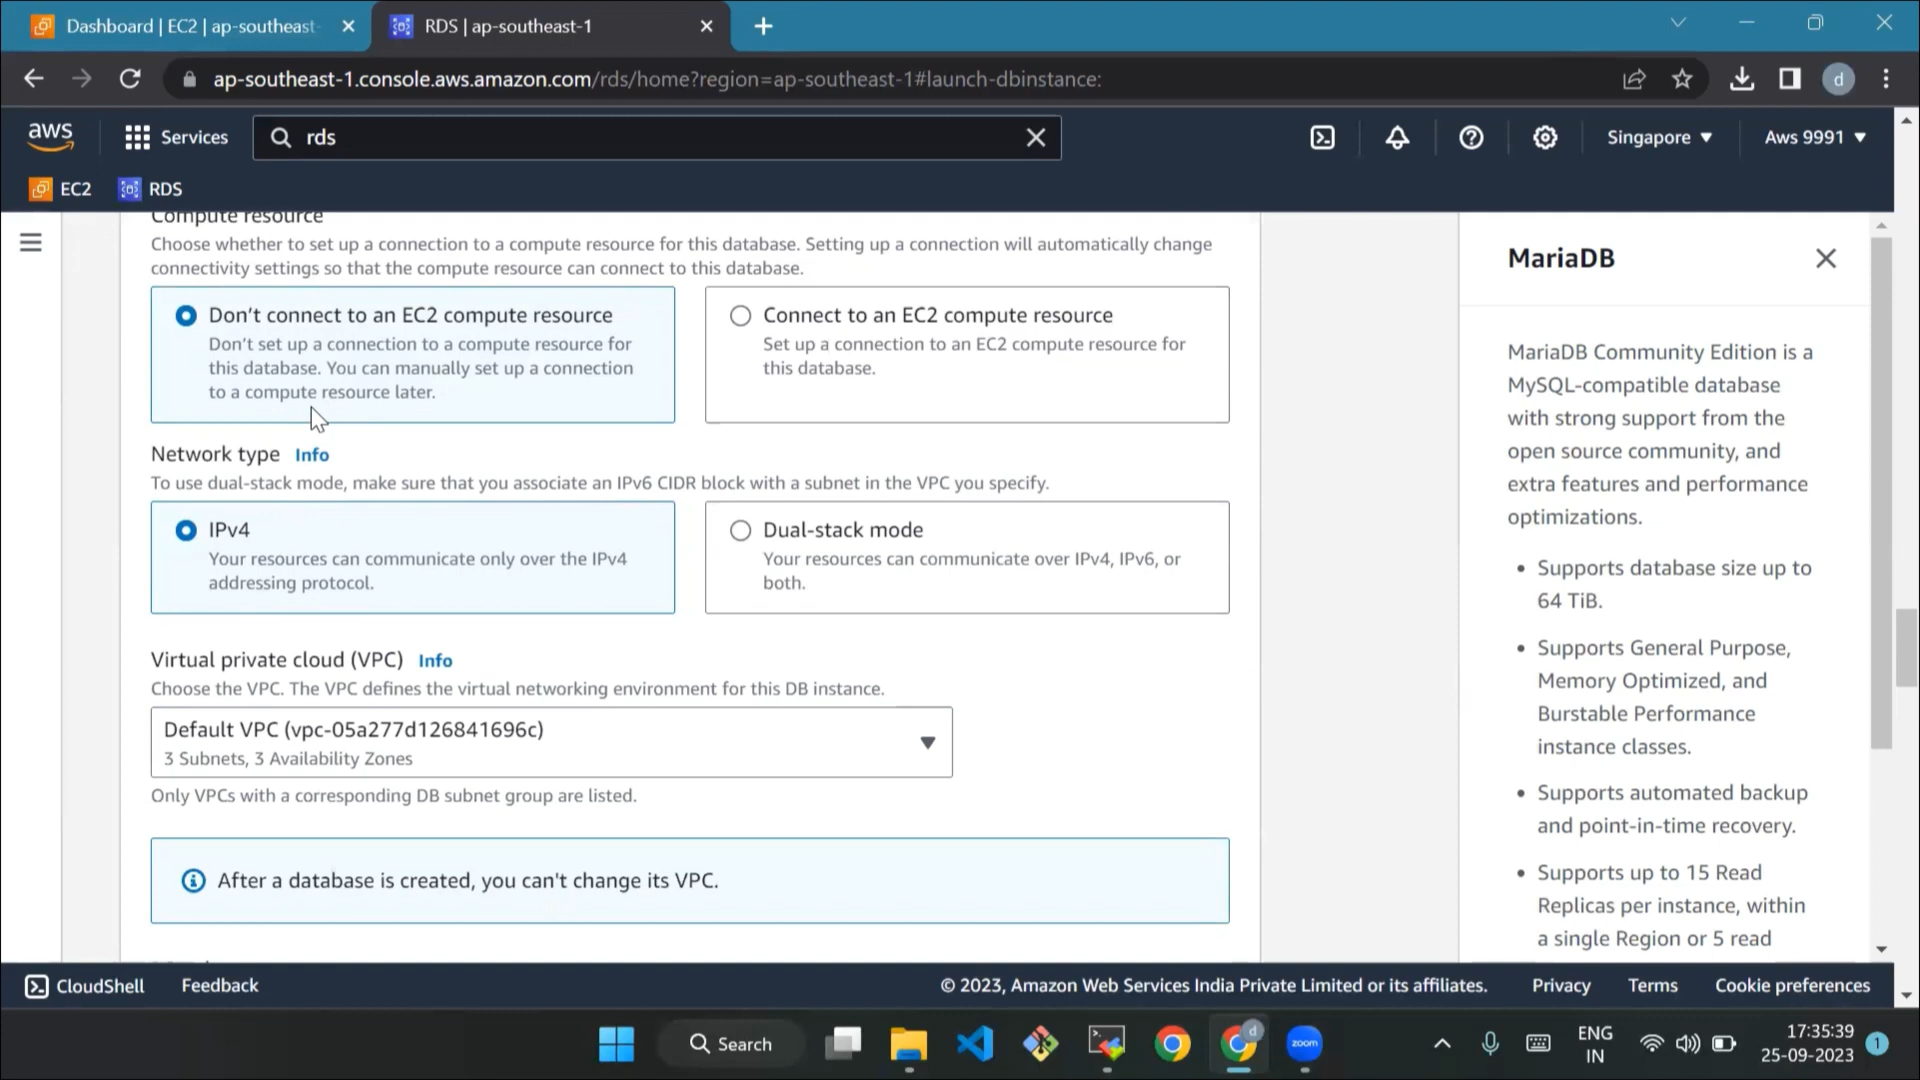 Dashboard | EC2 | ap-southeast-
RDS | ap-southeast-1
ap-southeast-1.console.aws.amazon.com/rds/home?region=ap-southeast-1#launch-dbinstance:
d
aws
Services
rds
Singapore
Aws 9991
EC2
RDS
Compute resource
Choose whether to set up a connection to a compute resource for this database. Setting up a connection will automatically change
connectivity settings so that the compute resource can connect to this database.
Don't connect to an EC2 compute resource
Don't set up a connection to a compute resource for
this database. You can manually set up a connection
to a compute resource later.
Connect to an EC2 compute resource
Set up a connection to an EC2 compute resource for
this database.
Network type Info
To use dual-stack mode, make sure that you associate an IPv6 CIDR block with a subnet in the VPC you specify.
IPv4
Your resources can communicate only over the IPv4
addressing protocol.
Dual-stack mode
Your resources can communicate over IPv4, IPv6, or
both.
Virtual private cloud (VPC) Info
Choose the VPC. The VPC defines the virtual networking environment for this DB instance.
Default VPC (vpc-05a277d126841696c)
3 Subnets, 3 Availability Zones
Only VPCs with a corresponding DB subnet group are listed.
After a database is created, you can't change its VPC.
MariaDB
MariaDB Community Edition is a
MySQL-compatible database
with strong support from the
open source community, and
extra features and performance
optimizations.
• Supports database size up to
64 TiB.
• Supports General Purpose,
Memory Optimized, and
Burstable Performance
instance classes.
• Supports automated backup
and point-in-time recovery.
• Supports up to 15 Read
Replicas per instance, within
a single Region or 5 read
CloudShell
Feedback
© 2023, Amazon Web Services India Private Limited or its affiliates.
Privacy
Terms
Cookie preferences
Search
d
zoom
ENG
IN
17:35:39
25-09-2023
1